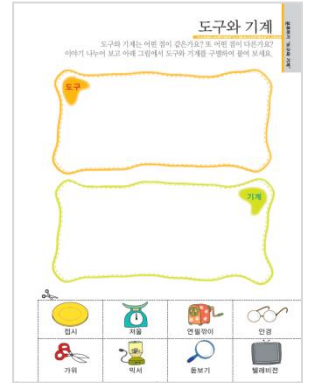 도구와 기계
도구와 기계는 어떤 점이 같은가요? 또 어떤 점이 다른가요?
이야기 나누어 보고 아래 그림에서 도구와 기계를 구별하여 붙여 보세요.
도구
기계
접시
저울
연필깎이
안경
가위
믹서
돋보기
텔레비전